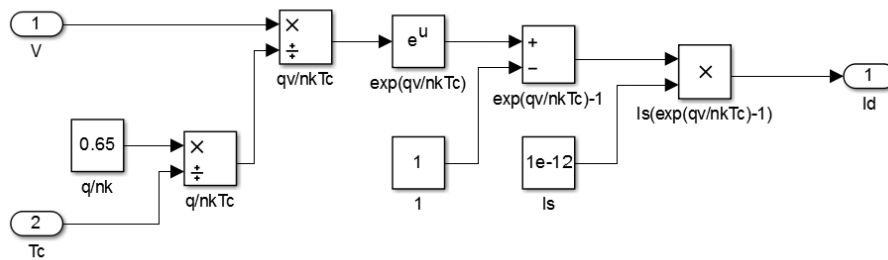 1
V
×
÷
qv/nkTc
e^u
exp(qv/nkTc)
+
−
exp(qv/nkTc)-1
×
Is(exp(qv/nkTc)-1)
1
Id
0.65
q/nk
×
÷
q/nkTc
1
1
1e-12
Is
2
Tc